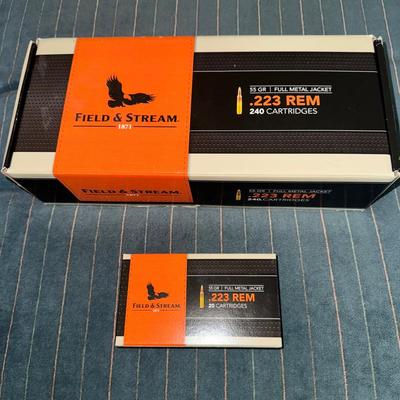 FIELD & STREAM
1871
55 GR | FULL METAL JACKET
.223 REM
240 CARTRIDGES
FIELD & STREAM
55 GR | FULL METAL JACKET
.223 REM
240 CARTRIDGES
FIELD & STREAM
1871
55 GR | FULL METAL JACKET
.223 REM
20 CARTRIDGES